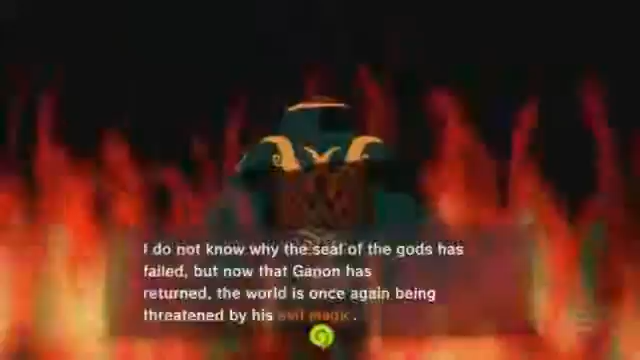 I do not know why the seal of the gods has
failed, but now that Ganon has
returned, the world is once again being
threatened by his evil magic.